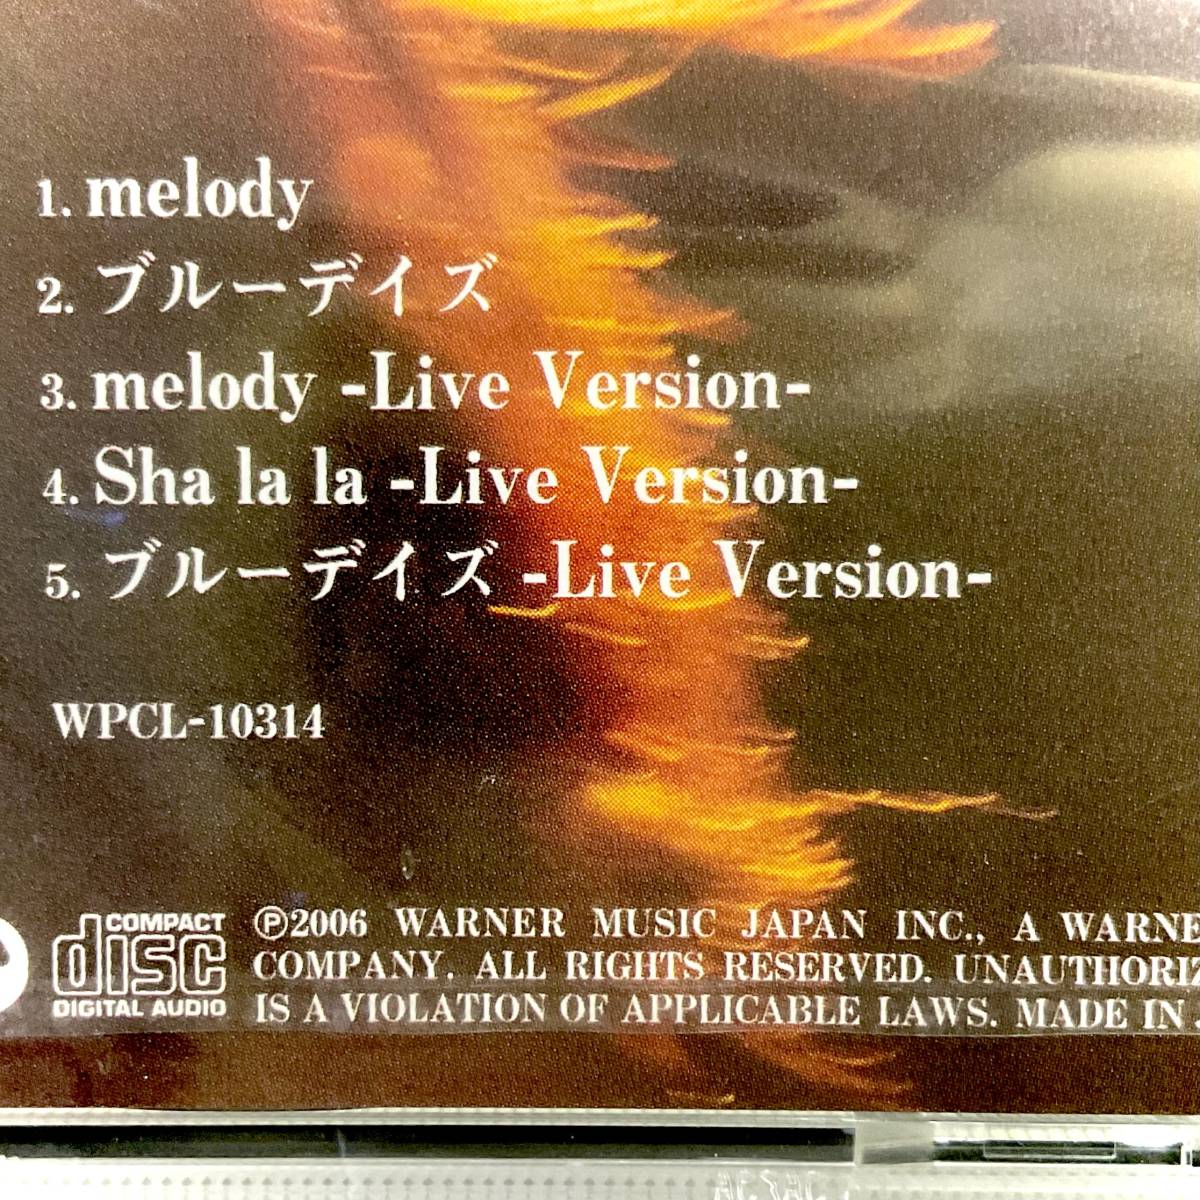 1. melody
2. ブルーデイズ
3. melody -Live Version-
4. Sha la la -Live Version-
5. ブルーデイズ -Live Version-
WPCL-10314
COMPACT
disc
DIGITAL AUDIO
Ⓟ2006 WARNER MUSIC JAPAN INC., A WARNE
COMPANY. ALL RIGHTS RESERVED. UNAUTHORIZ
IS A VIOLATION OF APPLICABLE LAWS. MADE IN